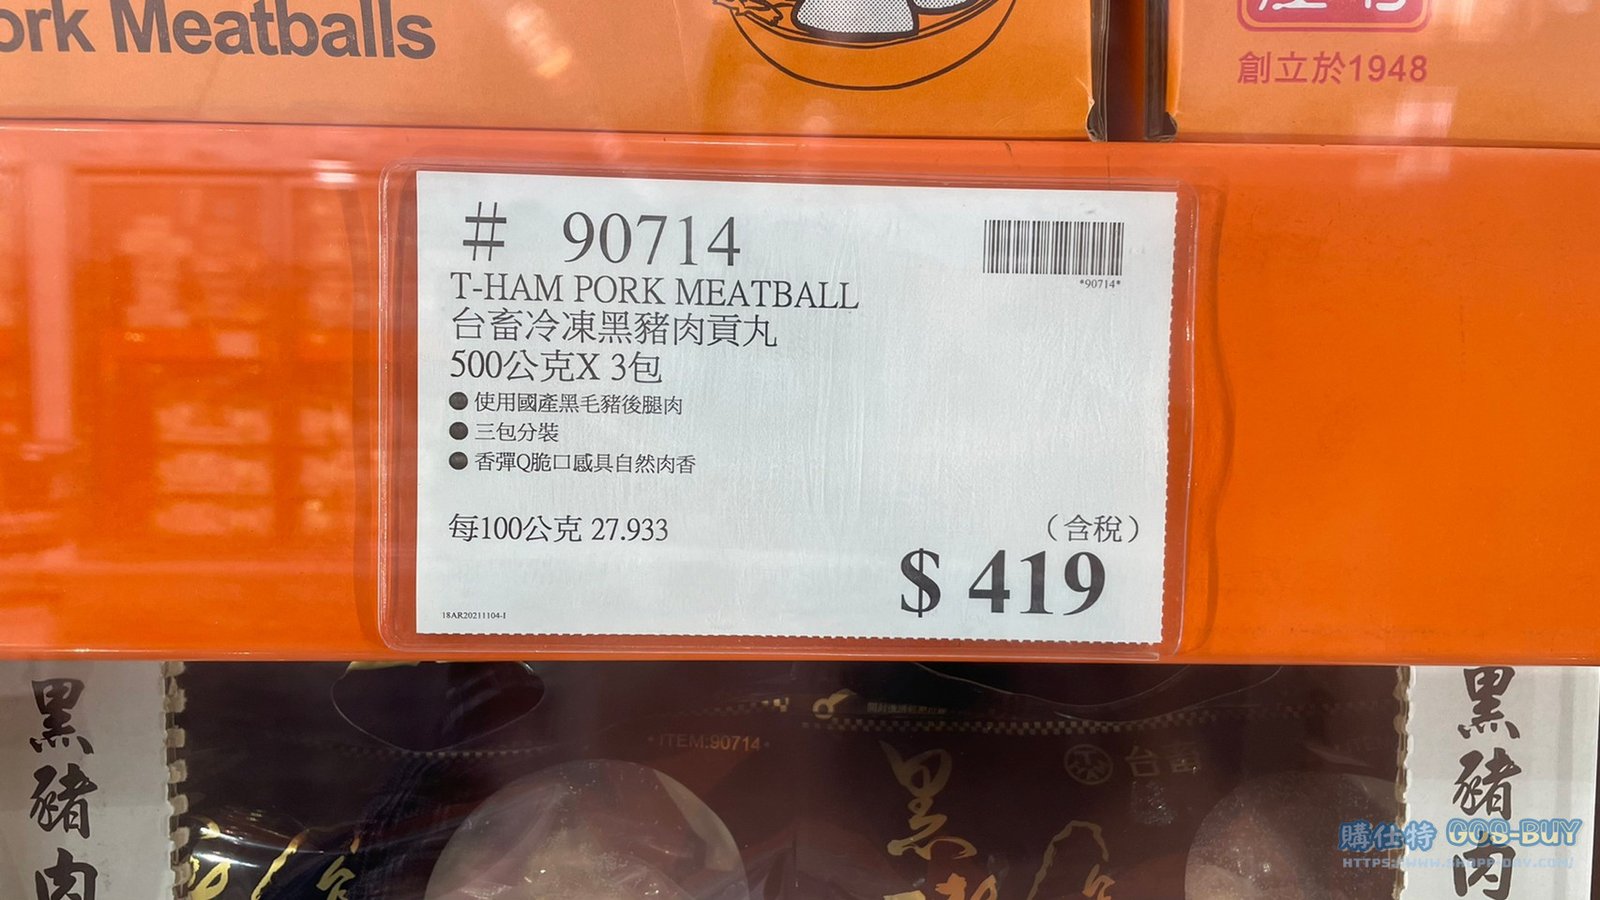 ork Meatballs
創立於1948
# 90714
*90714*
T-HAM PORK MEATBALL
台畜冷凍黑豬肉貢丸
500公克X 3包
● 使用國產黑毛豬後腿肉
● 三包分裝
● 香彈Q脆口感具自然肉香
每100公克 27.933
（含稅）
$ 419
18AR20211104-I
黑豬肉
ITEM:90714
台畜
黑
黑豬肉
購仕特 GOS-BUY